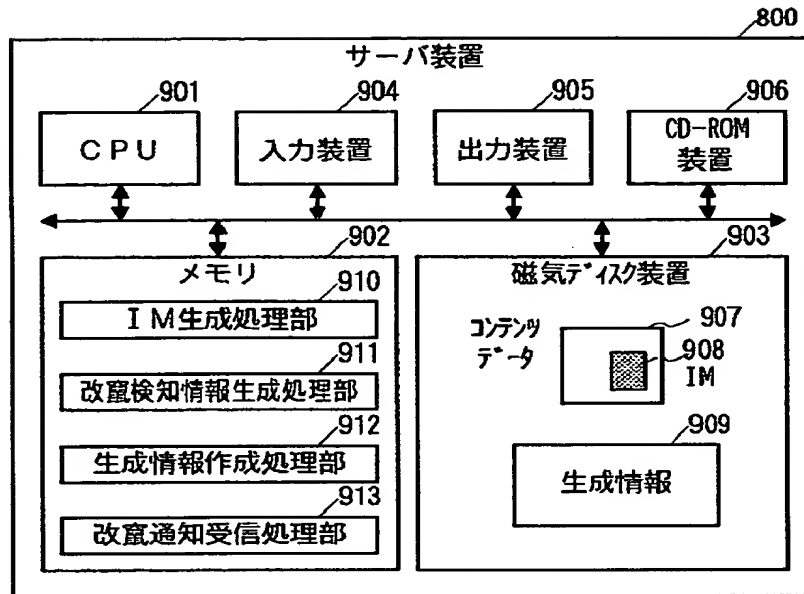 800
サーバ装置
901
904
905
906
CPU
入力装置
出力装置
CD-ROM
装置
902
903
メモリ
磁気ディスク装置
910
IM生成処理部
911
改竄検知情報生成処理部
912
生成情報作成処理部
913
改竄通知受信処理部
コンテンツ
データ
907
908
IM
909
生成情報